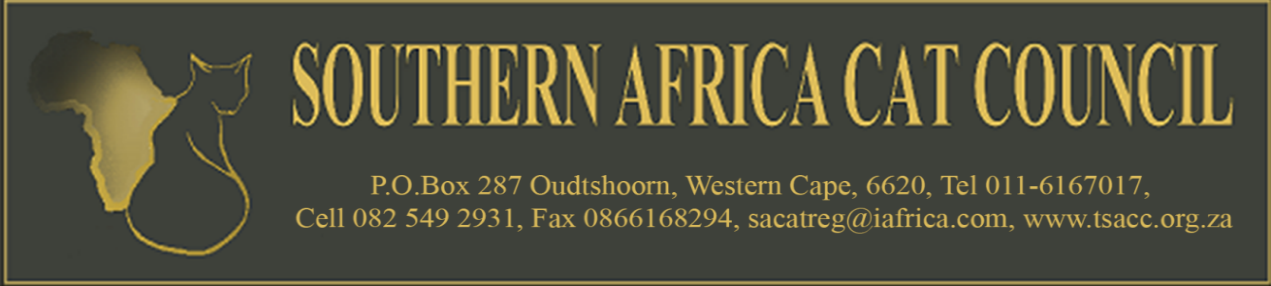 SOUTHERN AFRICA CAT COUNCIL
P.O.Box 287 Oudtshoorn, Western Cape, 6620, Tel 011-6167017,
Cell 082 549 2931, Fax 0866168294, sacatreg@iafrica.com, www.tsacc.org.za